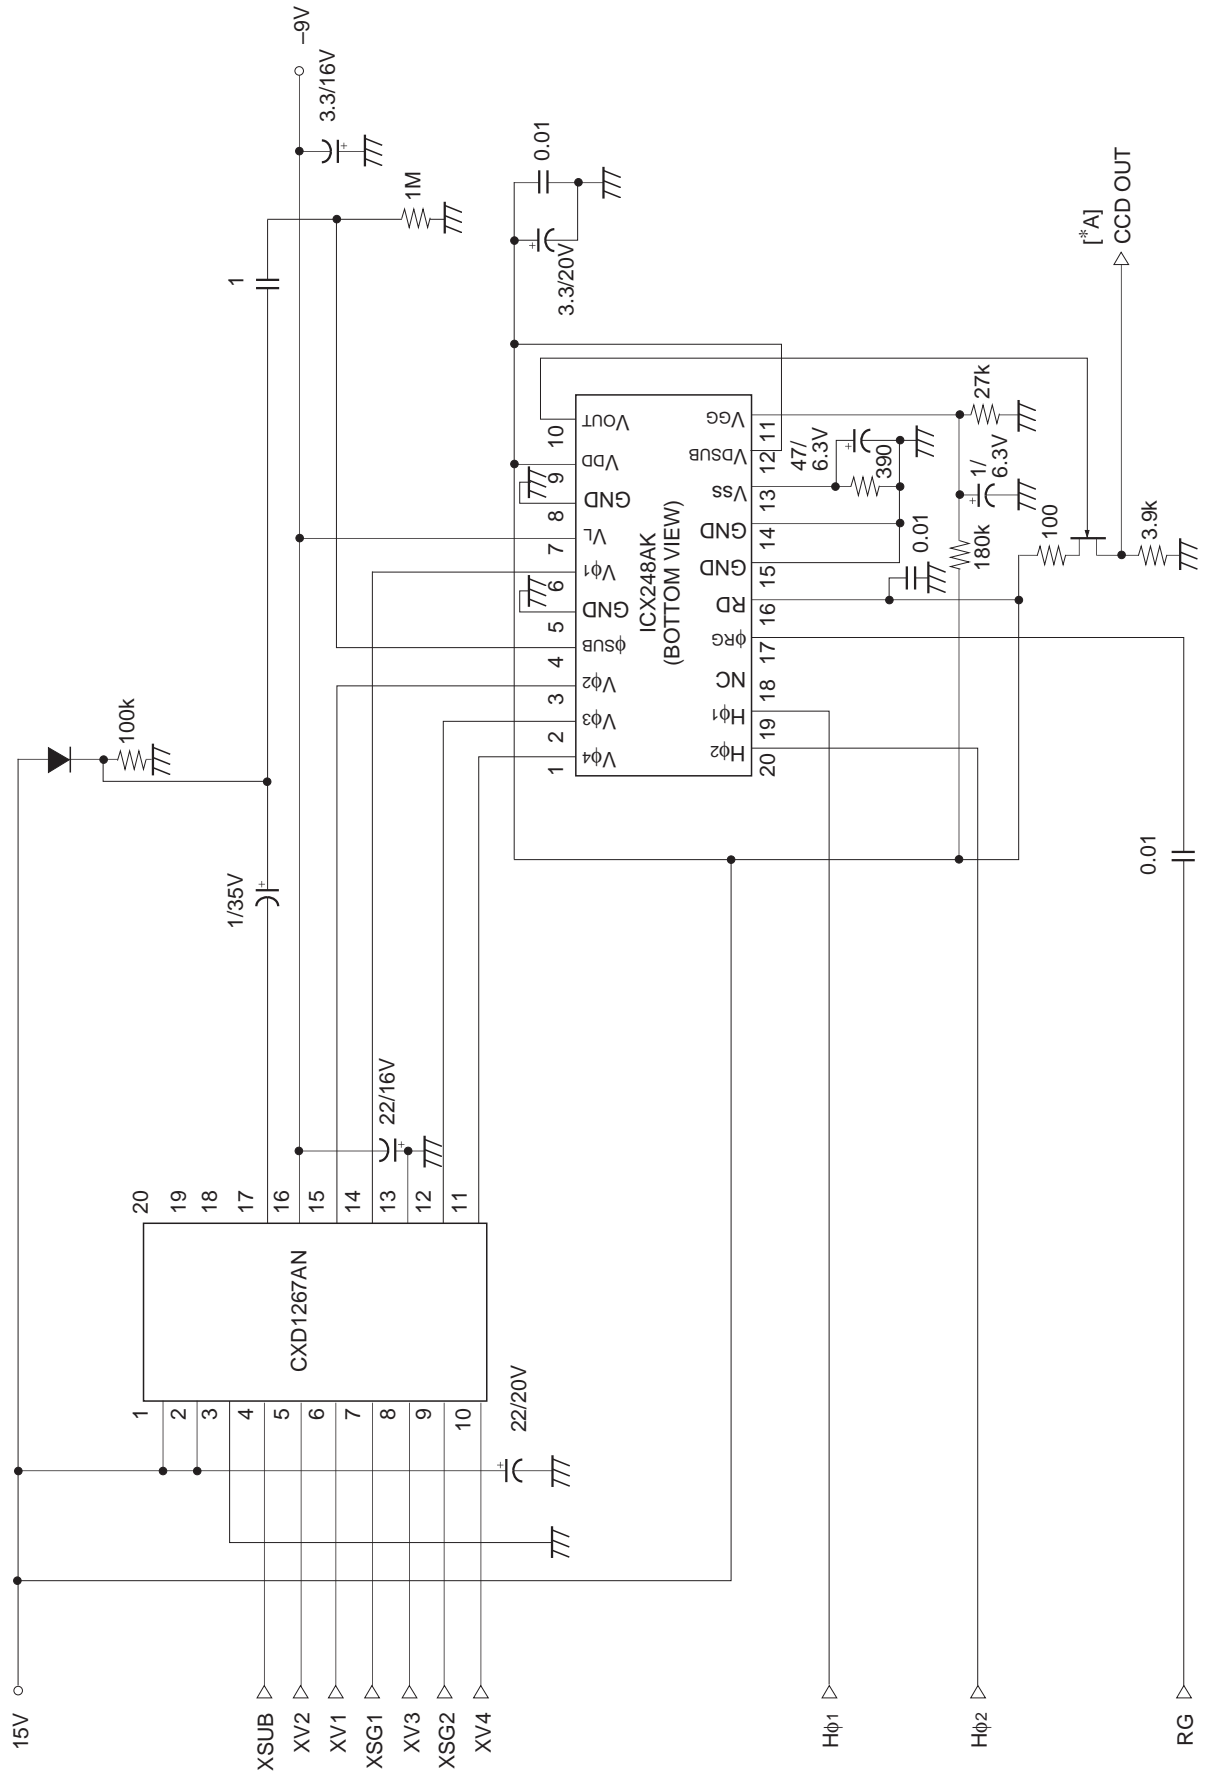 15V
XSUB
XV2
XV1
XSG1
XV3
XSG2
XV4
Hϕ1
Hϕ2
RG
22/20V
1
2
3
4
5
6
7
8
9
10
CXD1267AN
20
19
18
17
16
15
14
13
12
11
22/16V
1/35V
100k
1
–9V
3.3/16V
1M
0.01
3.3/20V
1
2
3
4
5
6
7
8
9
10
Vϕ4
Vϕ3
Vϕ2
ϕSUB
GND
Vϕ1
VL
GND
VDD
VOUT
ICX248AK
(BOTTOM VIEW)
Hϕ2
Hϕ1
NC
ϕRG
RD
GND
GND
VSS
VDSUB
VGG
20
19
18
17
16
15
14
13
12
11
0.01
47/
6.3V
390
180k
1/
6.3V
27k
100
3.9k
[*A]
CCD OUT
0.01